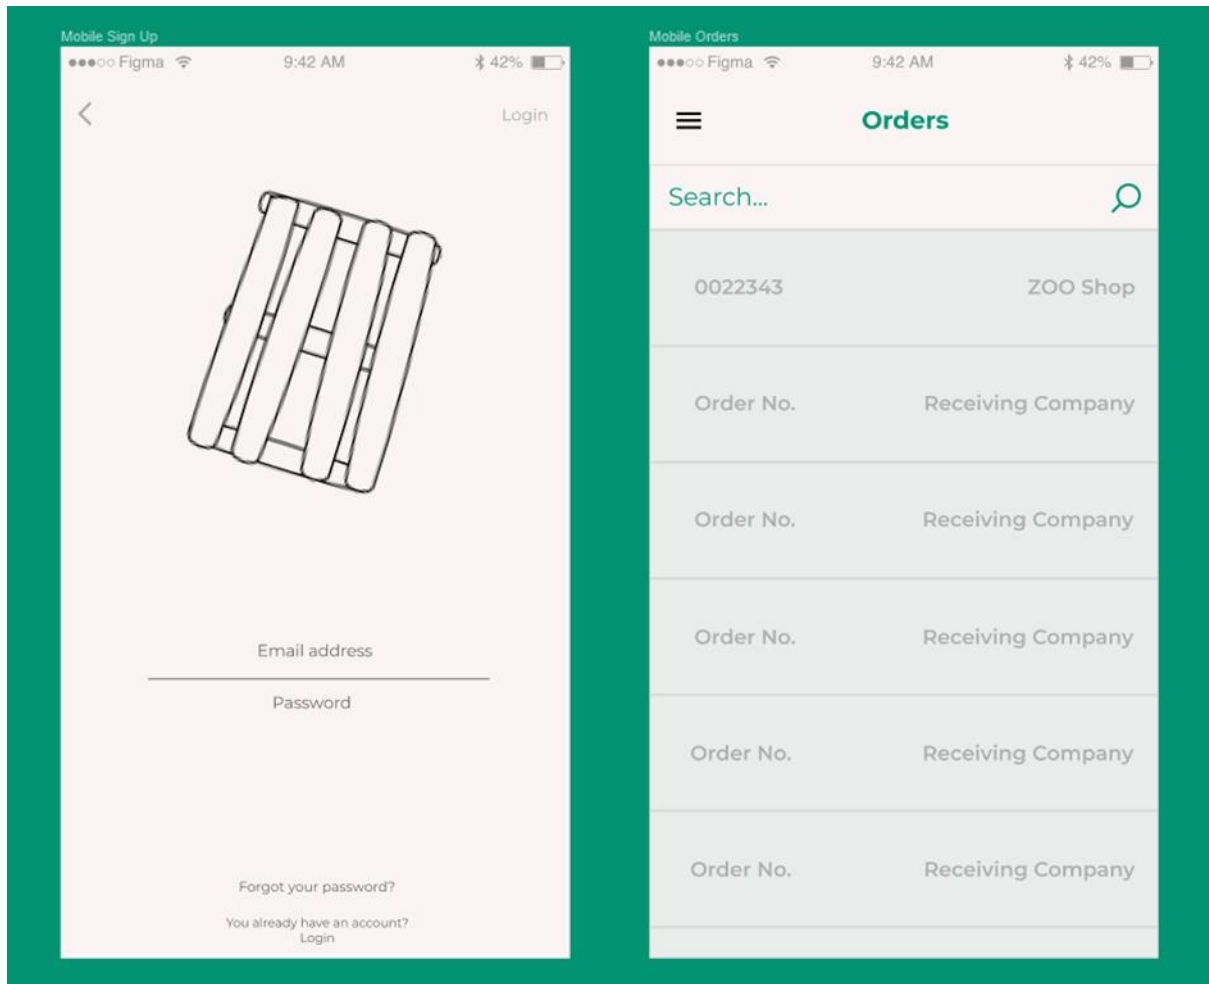 Mobile Sign Up
Figma 9:42 AM 42%
Login
Email address
Password
Forgot your password?
You already have an account?
Login
Mobile Orders
Figma 9:42 AM 42%
Orders
Search...
0022343 ZOO Shop
Order No. Receiving Company
Order No. Receiving Company
Order No. Receiving Company
Order No. Receiving Company
Order No. Receiving Company